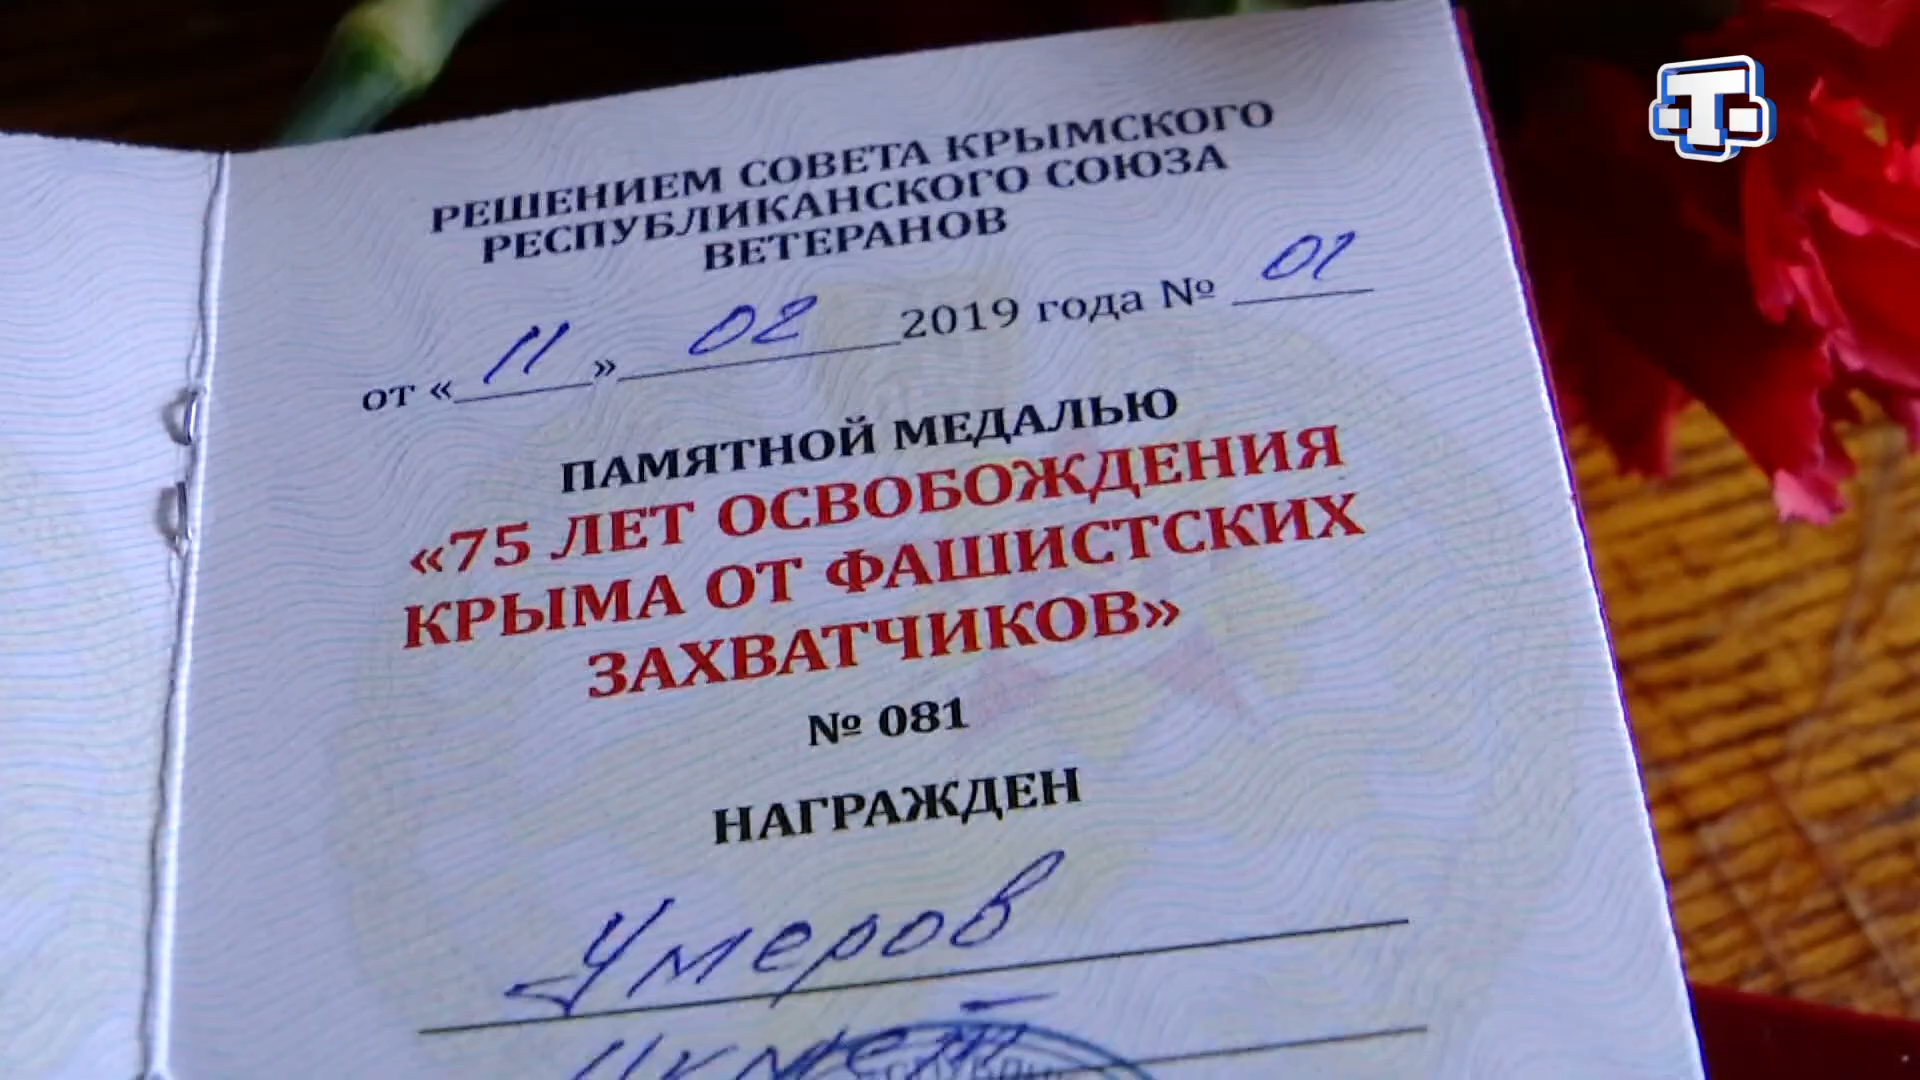 РЕШЕНИЕМ СОВЕТА КРЫМСКОГО
РЕСПУБЛИКАНСКОГО СОЮЗА
ВЕТЕРАНОВ
от « 11 » 02 2019 года № 01
ПАМЯТНОЙ МЕДАЛЬЮ
«75 ЛЕТ ОСВОБОЖДЕНИЯ
КРЫМА ОТ ФАШИСТСКИХ
ЗАХВАТЧИКОВ»
№ 081
НАГРАЖДЕН
Умеров
Т